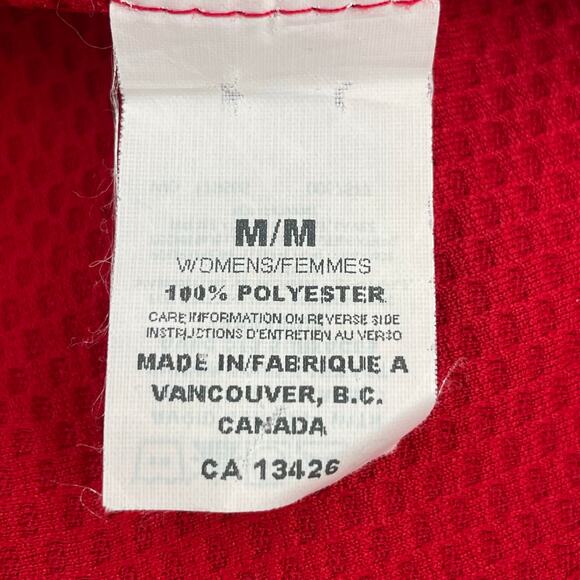 M/M
WOMENS/FEMMES
100% POLYESTER
CARE INFORMATION ON REVERSE SIDE
INSTRUCTIONS D'ENTRETIEN AU VERSO
MADE IN/FABRIQUE A
VANCOUVER, B.C.
CANADA
CA 13426